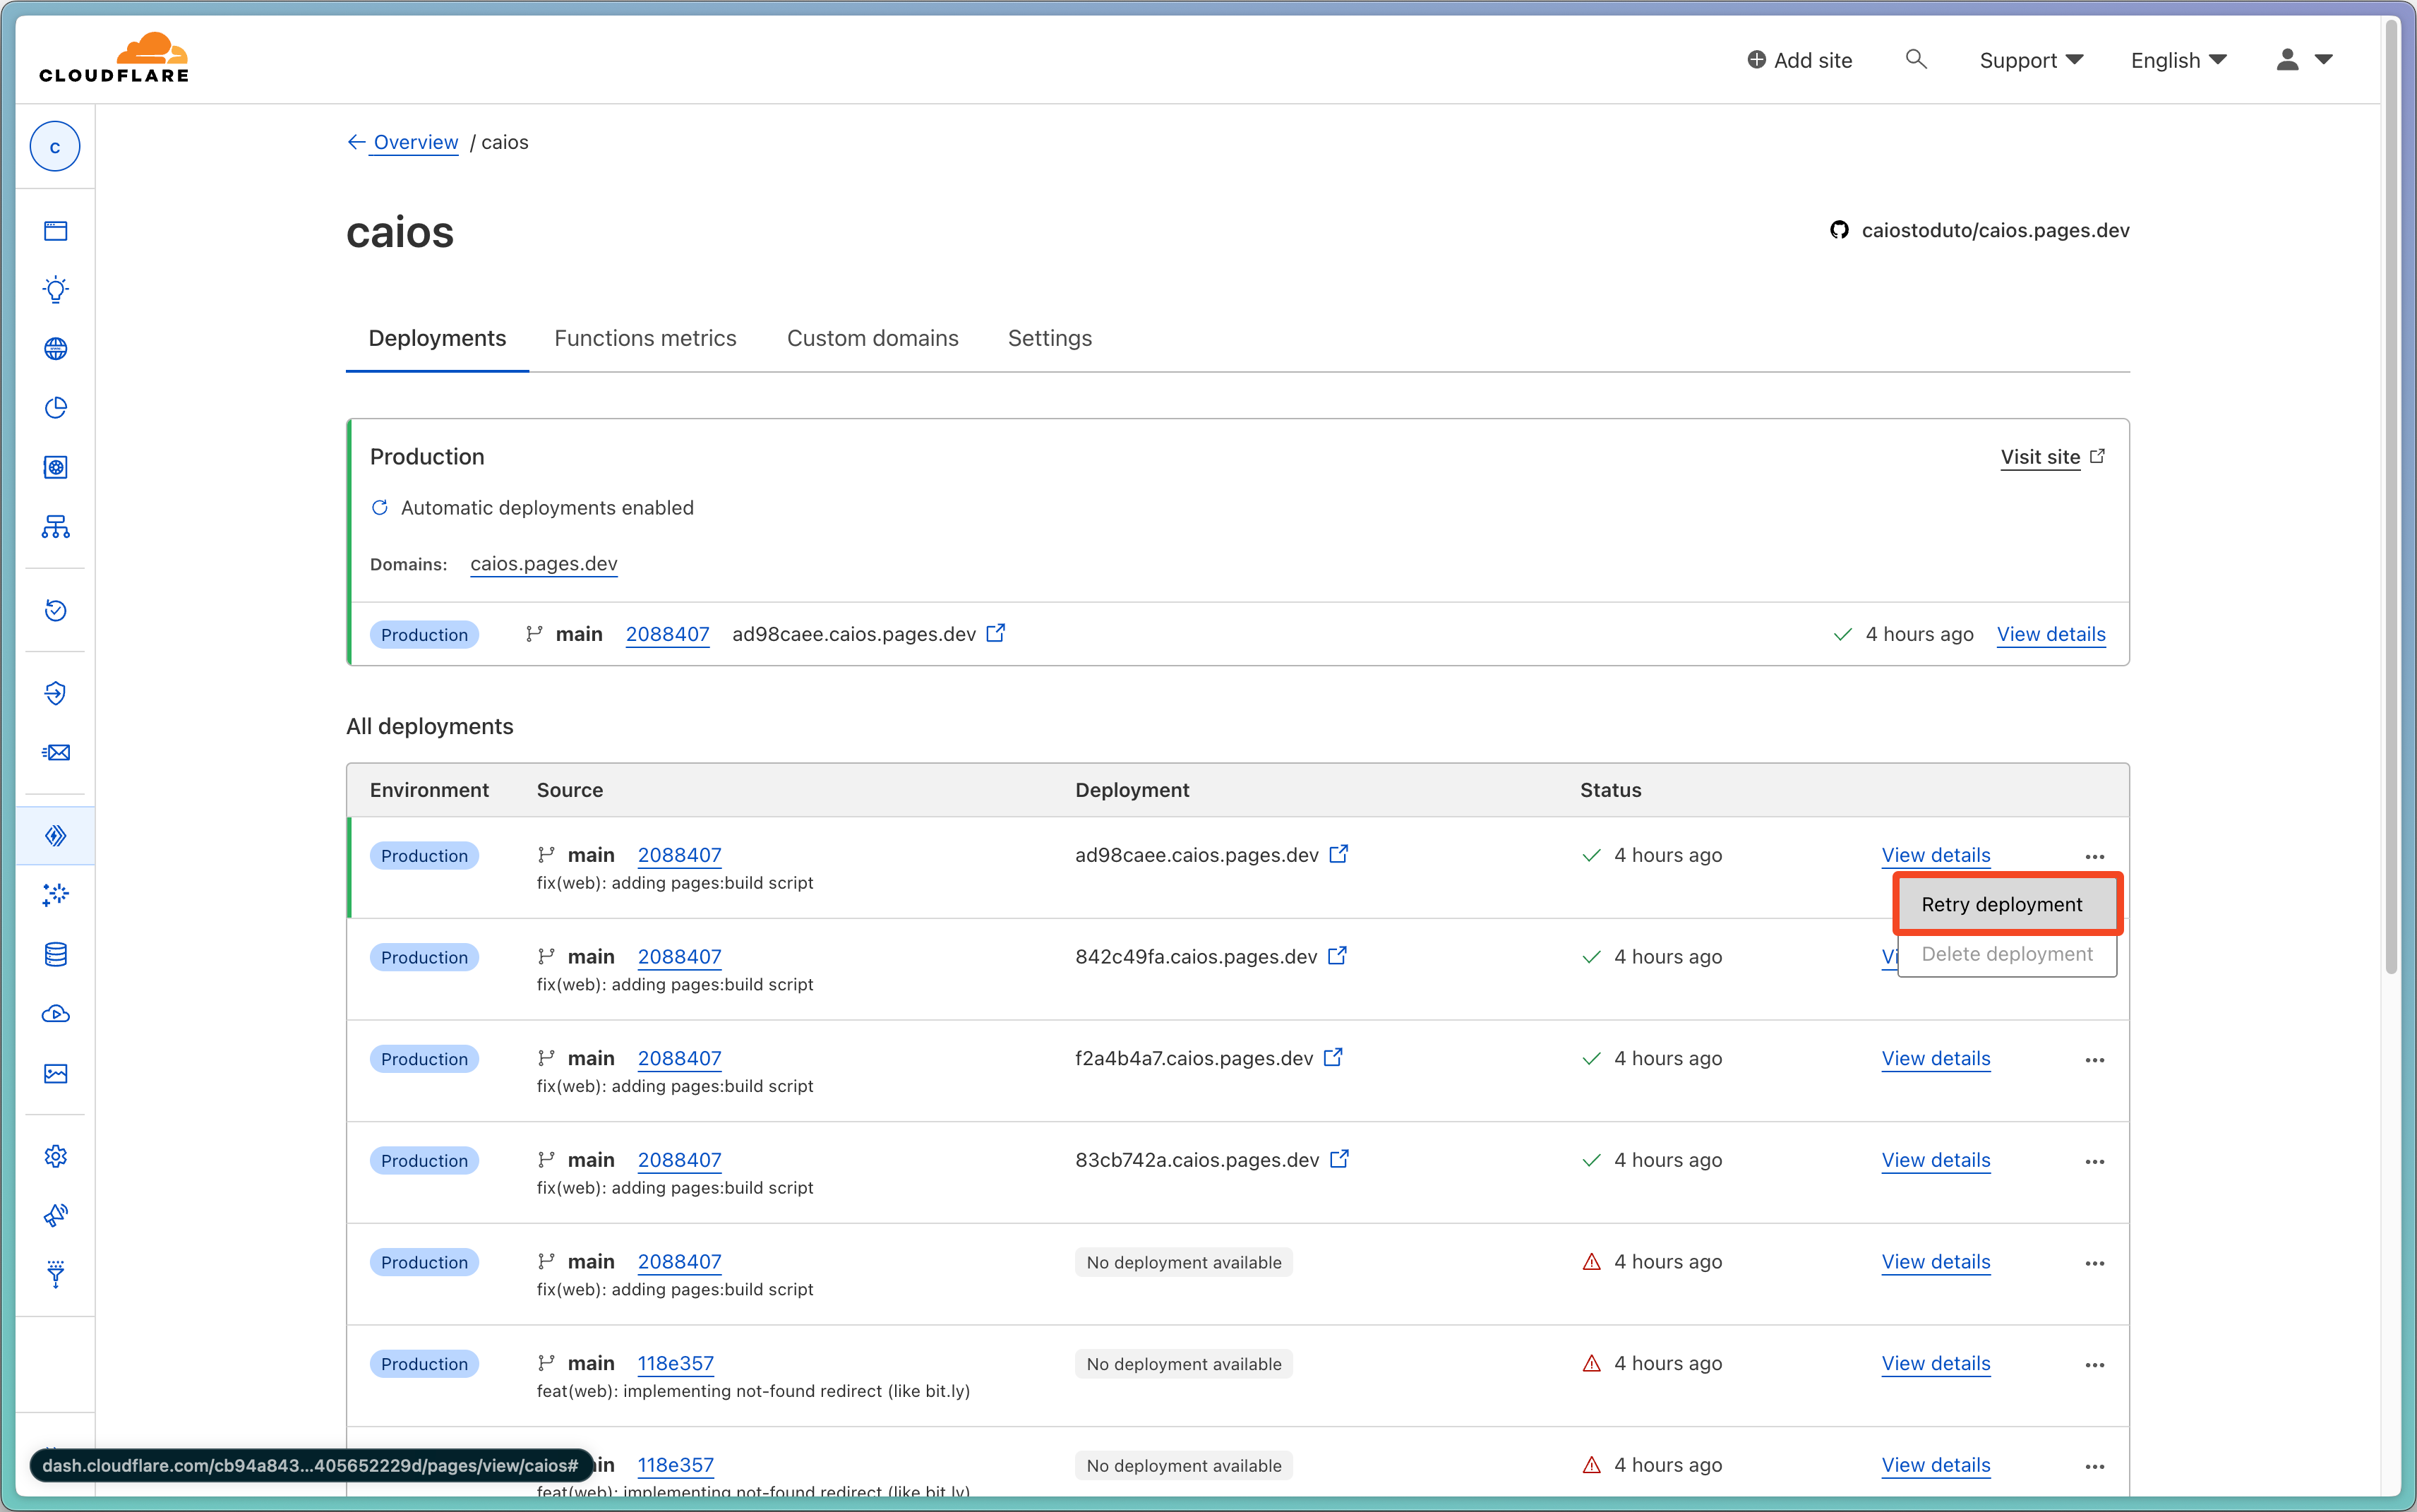 CLOUDFLARE
Add site
Support
English
C
Overview / caios
caios
caiostoduto/caios.pages.dev
Deployments
Functions metrics
Custom domains
Settings
Production
Visit site
Automatic deployments enabled
Domains: caios.pages.dev
Production main 2088407 ad98caee.caios.pages.dev 4 hours ago View details
All deployments
Environment Source Deployment Status
Production main 2088407 ad98caee.caios.pages.dev 4 hours ago View details
fix(web): adding pages:build script
Retry deployment
Delete deployment
Production main 2088407 842c49fa.caios.pages.dev 4 hours ago Vi
fix(web): adding pages:build script
Production main 2088407 f2a4b4a7.caios.pages.dev 4 hours ago View details
fix(web): adding pages:build script
Production main 2088407 83cb742a.caios.pages.dev 4 hours ago View details
fix(web): adding pages:build script
Production main 2088407 No deployment available 4 hours ago View details
fix(web): adding pages:build script
Production main 118e357 No deployment available 4 hours ago View details
feat(web): implementing not-found redirect (like bit.ly)
in 118e357 No deployment available 4 hours ago View details
feat(web): implementing not-found redirect (like bit.ly)
dash.cloudflare.com/cb94a843...405652229d/pages/view/caios#